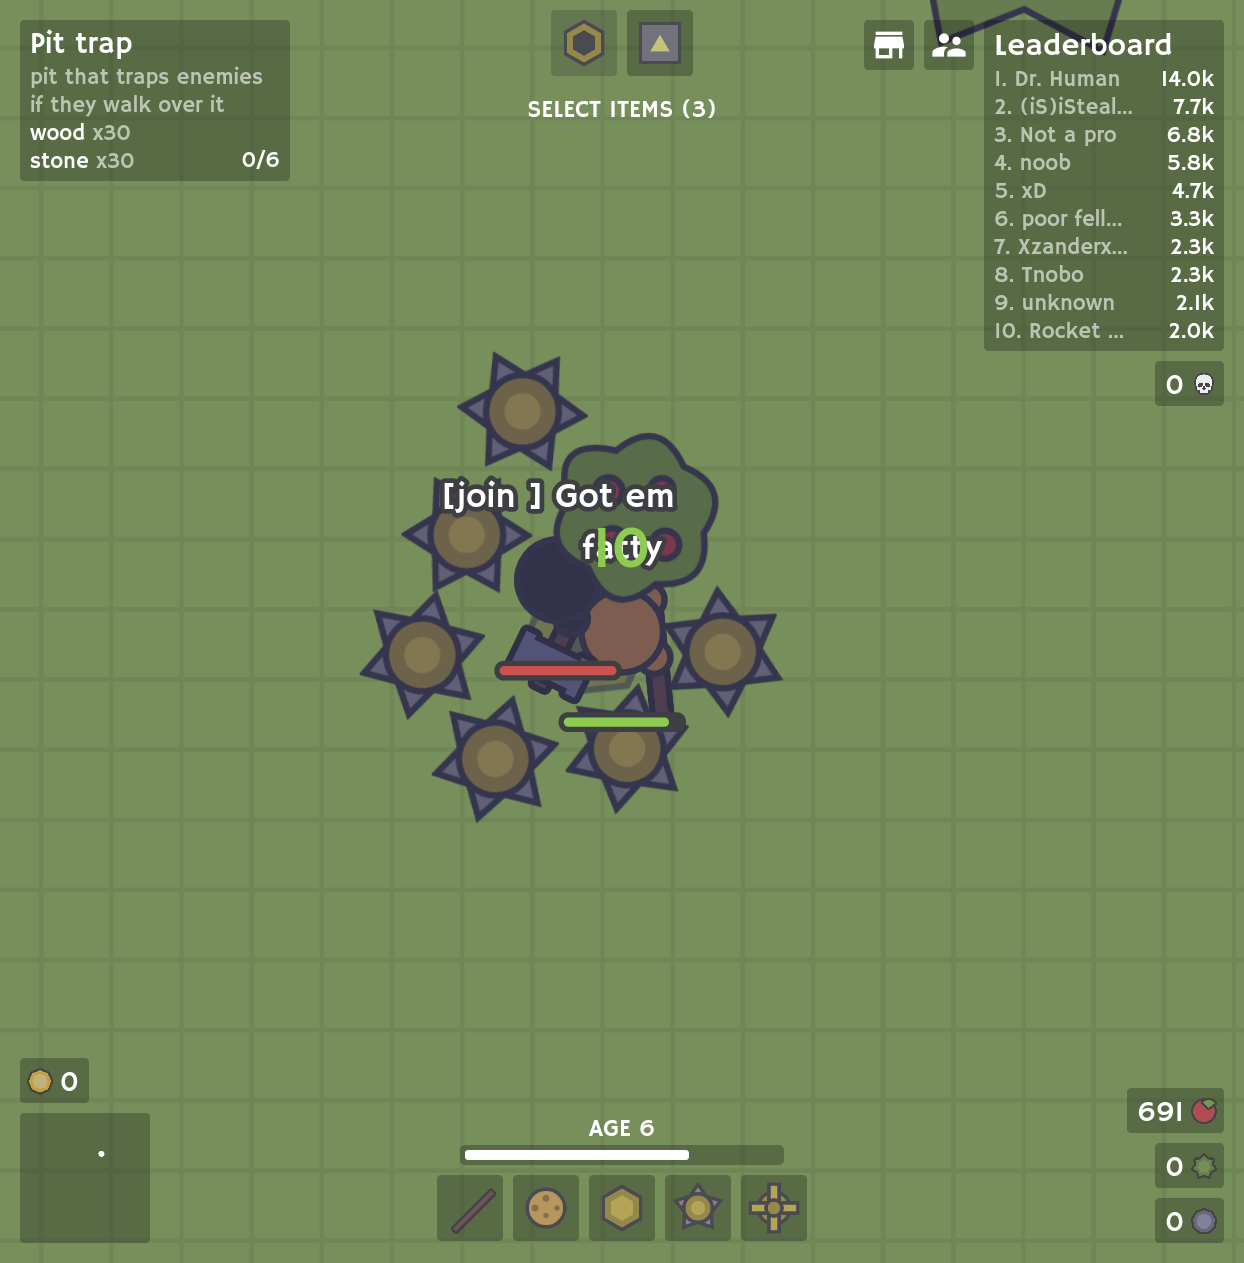 Pit trap
pit that traps enemies
if they walk over it
wood x30
stone x30 0/6
SELECT ITEMS (3)
Leaderboard
1. Dr. Human 14.0k
2. (iS)iSteal... 7.7k
3. Not a pro 6.8k
4. noob 5.8k
5. xD 4.7k
6. poor fell... 3.3k
7. Xzanderx... 2.3k
8. Tnobo 2.3k
9. unknown 2.1k
10. Rocket ... 2.0k
0
[join ] Got em
fatty
10
0
AGE 6
691
0
0